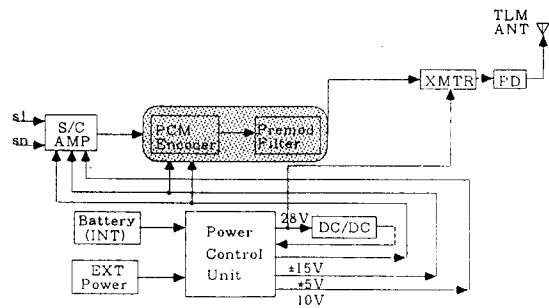 TLM
ANT
XMTR
PD
s1
sn
S/C
AMP
PCM
Encoder
Premod
Filter
Battery
(INT)
EXT
Power
Power
Control
Unit
28V
DC/DC
±15V
*5V
10V